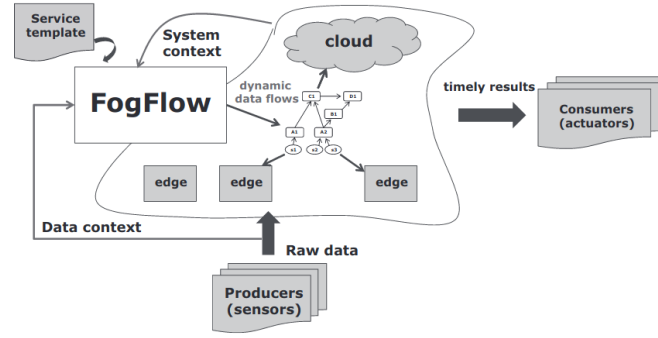 Service
template
System
context
cloud
FogFlow
dynamic
data flows
C1
D1
B1
A1
A2
s1
s2
s3
timely results
Consumers
(actuators)
edge
edge
edge
Data context
Raw data
Producers
(sensors)